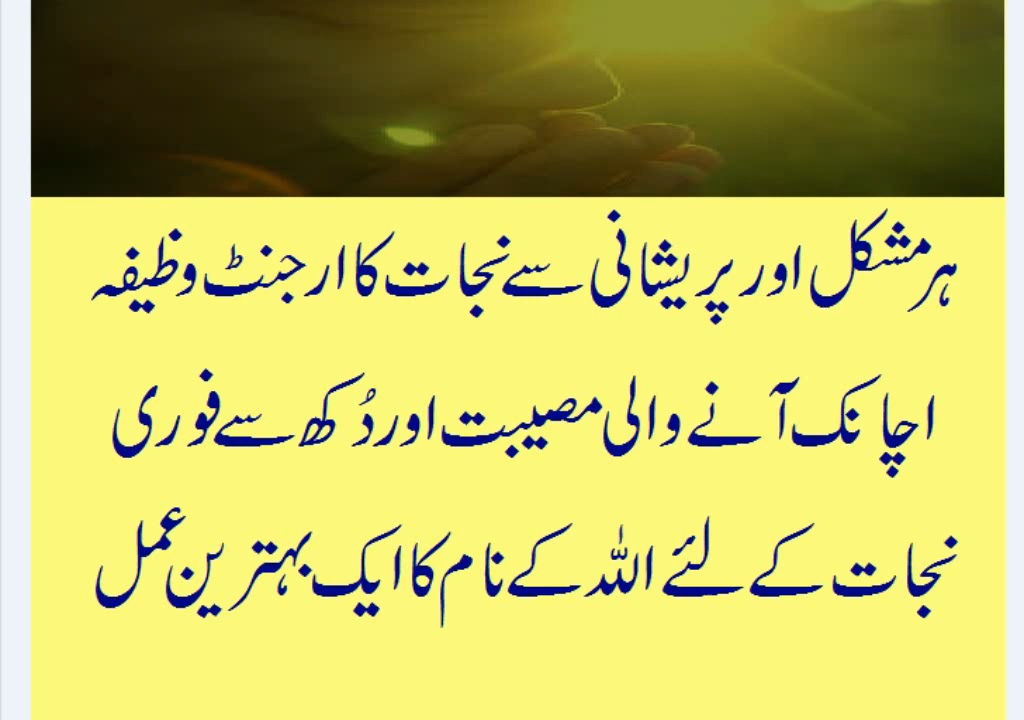 ہر مشکل اور پریشانی سے نجات کا ارجنٹ وظیفہ
اچانک آنے والی مصیبت اور دُکھ سے فوری
نجات کے لئے اللہ کے نام کا ایک بہترین عمل